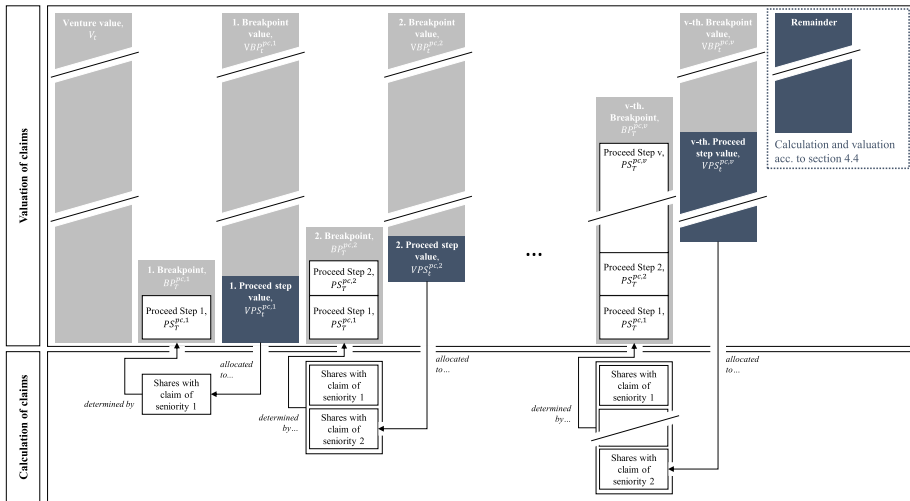 Valuation of claims
Venture value,
V_t
1. Breakpoint, BP_T^{pc,1}
Proceed Step 1,
PS_T^{pc,1}
1. Breakpoint
value,
VBP_t^{pc,1}
1. Proceed step
value,
VPS_t^{pc,1}
2. Breakpoint,
BP_T^{pc,2}
Proceed Step 2,
PS_T^{pc,2}
Proceed Step 1,
PS_T^{pc,1}
2. Breakpoint
value,
VBP_t^{pc,2}
2. Proceed step
value,
VPS_t^{pc,2}
...
v-th.
Breakpoint,
BP_T^{pc,v}
Proceed Step v,
PS_T^{pc,v}
Proceed Step 2,
PS_T^{pc,2}
Proceed Step 1,
PS_T^{pc,1}
v-th. Breakpoint
value,
VBP_t^{pc,v}
v-th. Proceed
step value,
VPS_t^{pc,v}
Remainder
Calculation and valuation
acc. to section 4.4
Calculation of claims
determined by
Shares with
claim of
seniority 1
allocated
to…
determined
by…
Shares with
claim of
seniority 1
Shares with
claim of
seniority 2
allocated
to…
determined
by…
Shares with
claim of
seniority 1
Shares with
claim of
seniority 2
allocated
to…